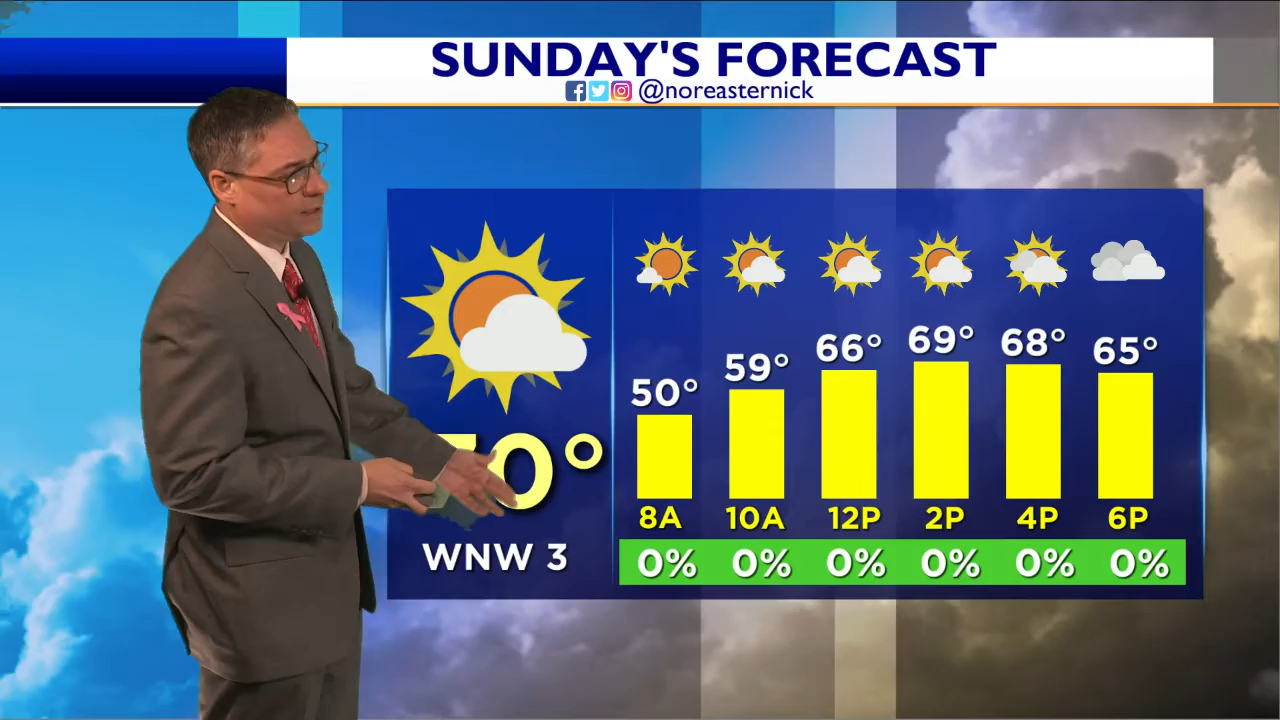 SUNDAY'S FORECAST
@noreasternick
50° 59° 66° 69° 68° 65°
0°
8A 10A 12P 2P 4P 6P
WNW 3
0% 0% 0% 0% 0% 0%